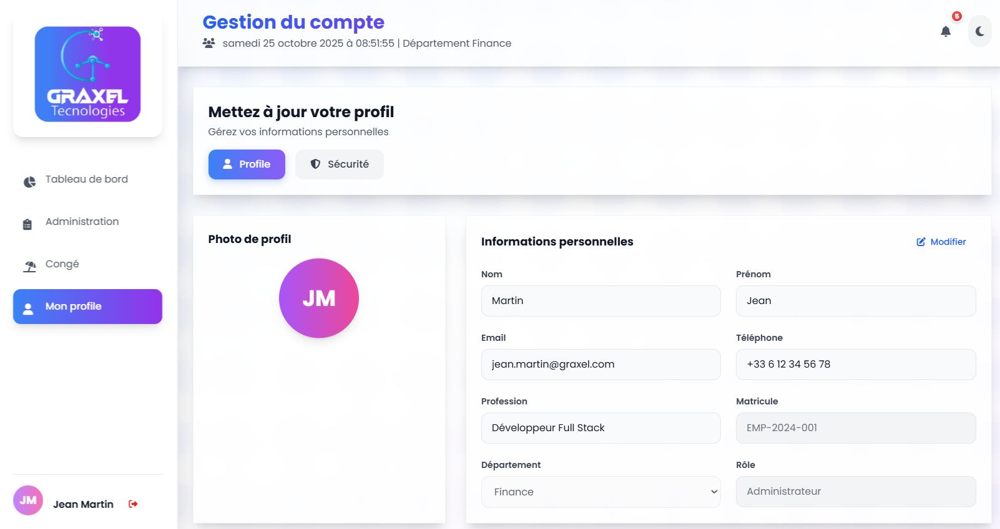 GRAXEL
Tecnologies
Tableau de bord
Administration
Congé
Mon profile
JM
Jean Martin
Gestion du compte
samedi 25 octobre 2025 à 08:51:55 | Département Finance
5
Mettez à jour votre profil
Gérez vos informations personnelles
Profile
Sécurité
Photo de profil
JM
Informations personnelles
Modifier
Nom
Prénom
Martin
Jean
Email
Téléphone
jean.martin@graxel.com
+33 6 12 34 56 78
Profession
Matricule
Développeur Full Stack
EMP-2024-001
Département
Rôle
Finance
Administrateur